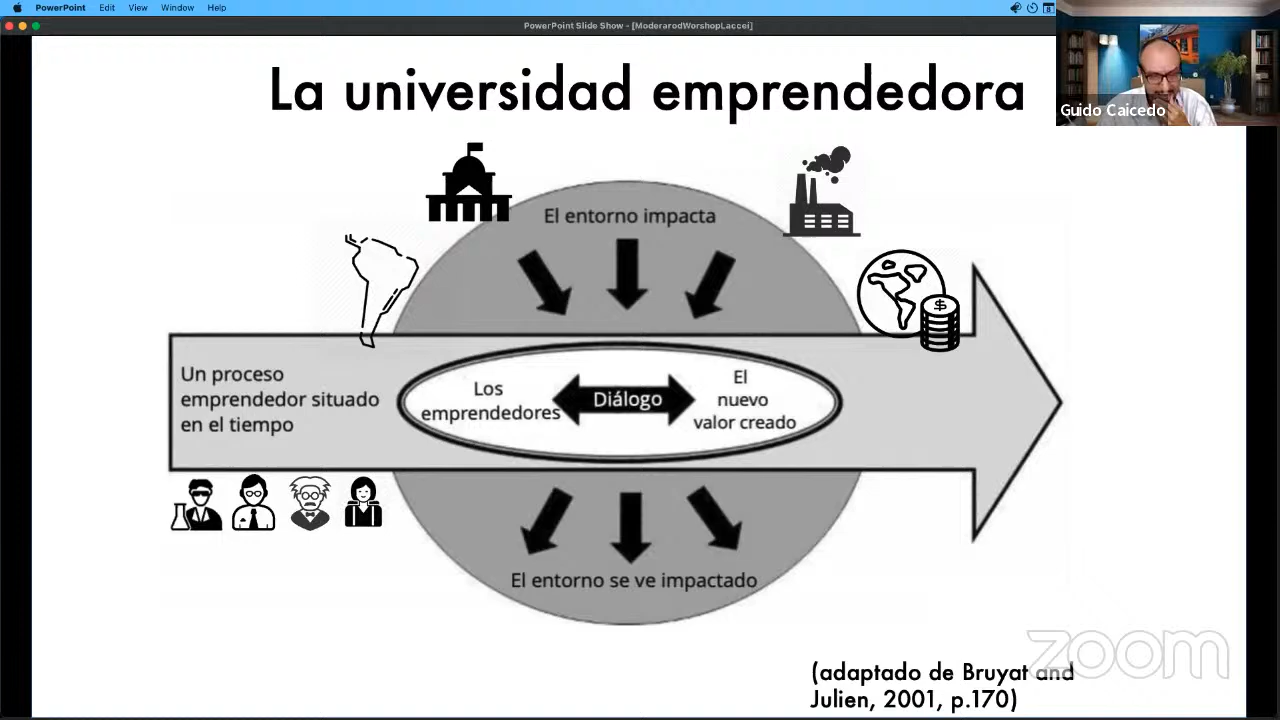 PowerPoint Edit View Window Help
PowerPoint Slide Show - [ModerarodWorshopLaccei]
Guido Caicedo
La universidad emprendedora
El entorno impacta
Un proceso
emprendedor situado
en el tiempo
Los
emprendedores
Diálogo
El
nuevo
valor creado
El entorno se ve impactado
$
(adaptado de Bruyat and
Julien, 2001, p.170)
zoom